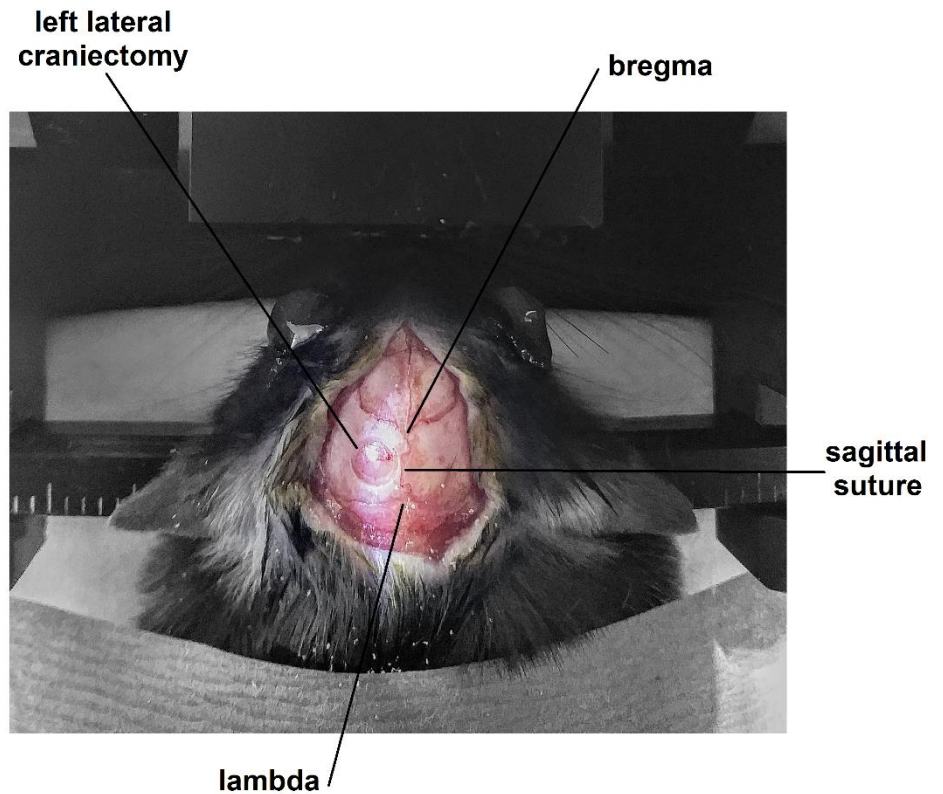 left lateral
craniectomy
bregma
sagittal
suture
lambda